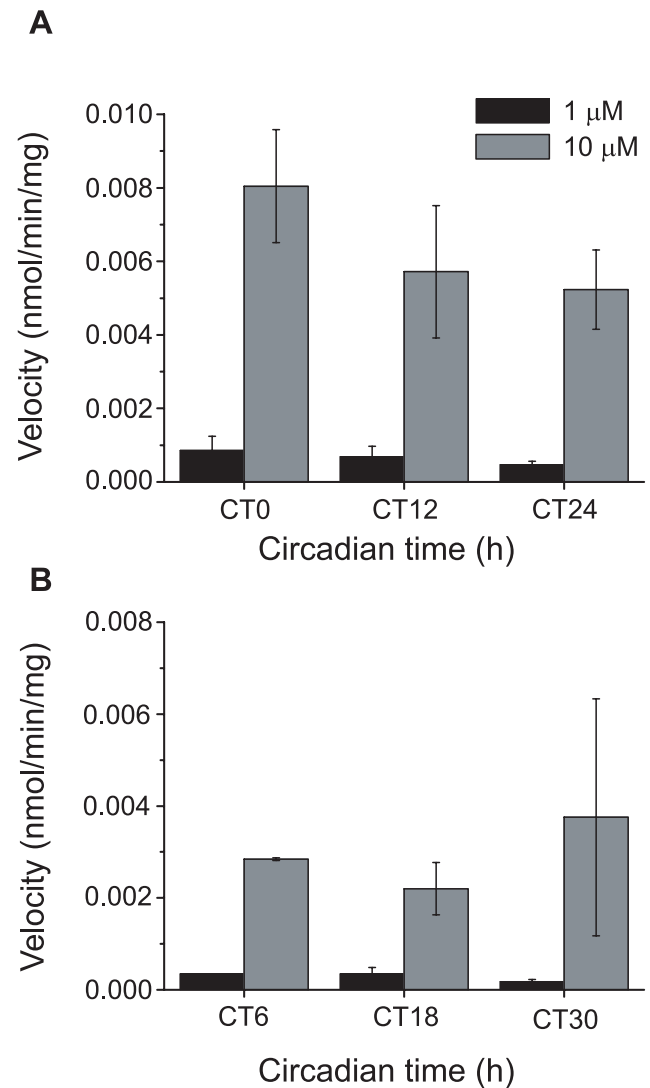 A
1 μM
10 μM
0.010
0.008
0.006
0.004
0.002
0.000
Velocity (nmol/min/mg)
CT0 CT12 CT24
Circadian time (h)
B
0.008
0.006
0.004
0.002
0.000
Velocity (nmol/min/mg)
CT6 CT18 CT30
Circadian time (h)